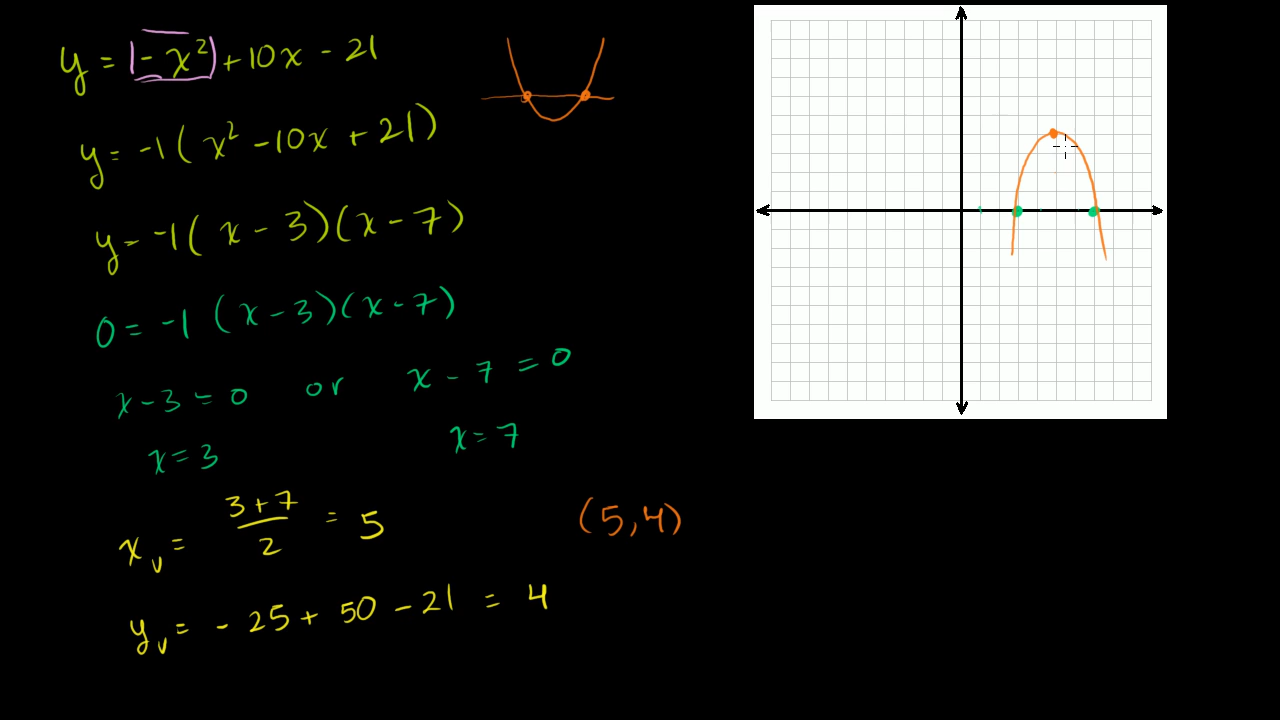 y = -x² + 10x - 21
y = -1 ( x² - 10x + 21 )
y = -1 ( x - 3 )( x - 7 )
0 = -1 ( x - 3 )( x - 7 )
x - 3 = 0 or x - 7 = 0
x = 3 x = 7
xᵥ = (3 + 7)/2 = 5 (5, 4)
yᵥ = - 25 + 50 - 21 = 4